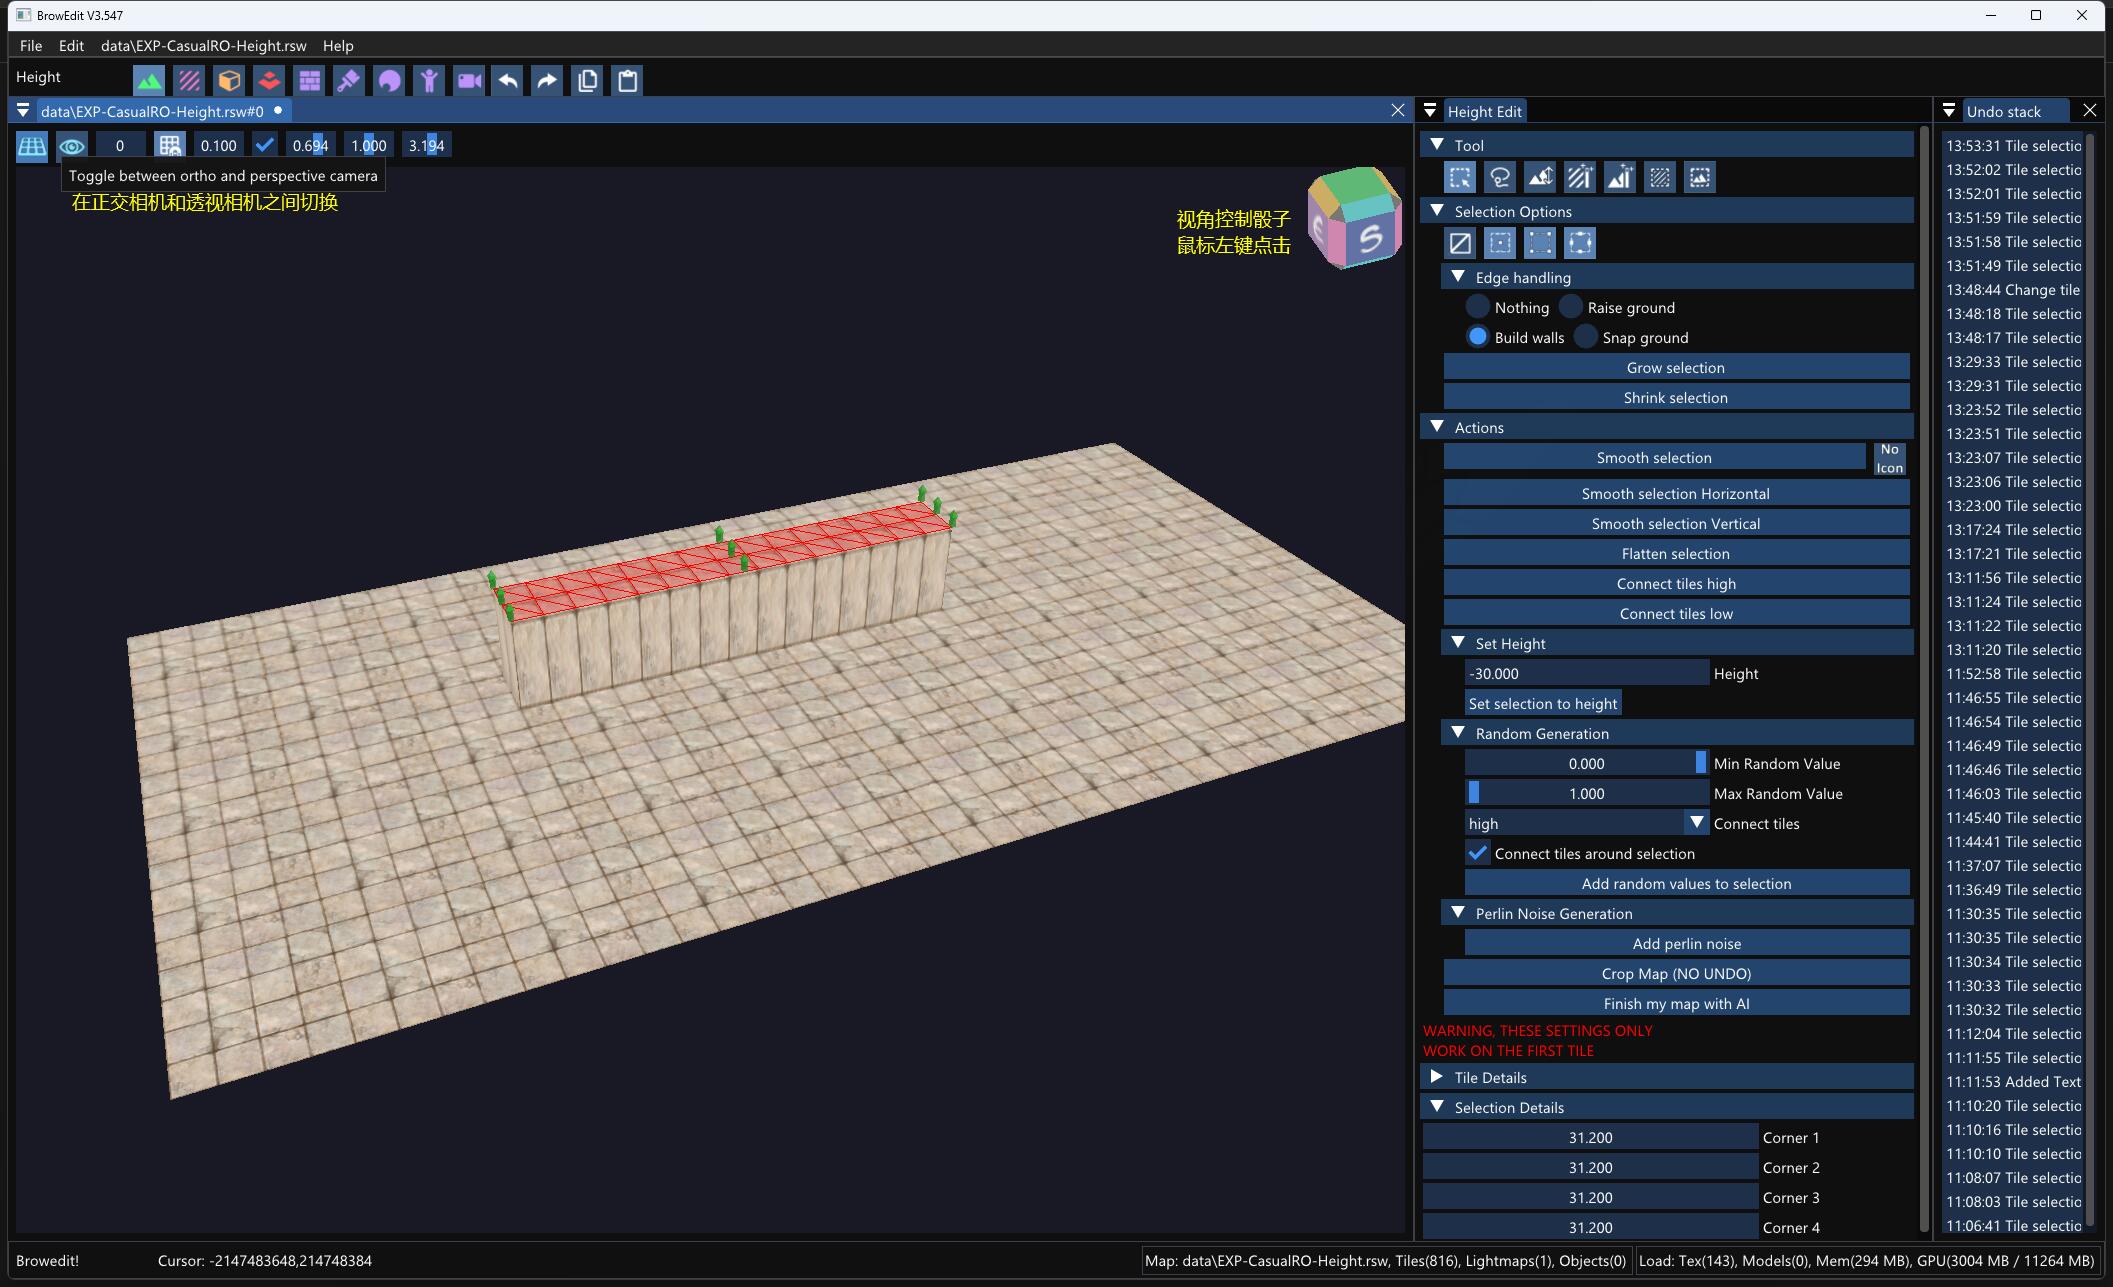 BrowEdit V3.547
File Edit data\EXP-CasualRO-Height.rsw Help
Height
data\EXP-CasualRO-Height.rsw#0
0 0.100 0.694 1.000 3.194
Toggle between ortho and perspective camera
在正交相机和透视相机之间切换
视角控制骰子
鼠标左键点击
S
Height Edit
Tool
Selection Options
Edge handling
Nothing Raise ground
Build walls Snap ground
Grow selection
Shrink selection
Actions
Smooth selection
No
Icon
Smooth selection Horizontal
Smooth selection Vertical
Flatten selection
Connect tiles high
Connect tiles low
Set Height
-30.000 Height
Set selection to height
Random Generation
0.000 Min Random Value
1.000 Max Random Value
high Connect tiles
Connect tiles around selection
Add random values to selection
Perlin Noise Generation
Add perlin noise
Crop Map (NO UNDO)
Finish my map with AI
WARNING, THESE SETTINGS ONLY
WORK ON THE FIRST TILE
Tile Details
Selection Details
31.200 Corner 1
31.200 Corner 2
31.200 Corner 3
31.200 Corner 4
Undo stack
13:53:31 Tile selectio
13:52:02 Tile selectio
13:52:01 Tile selectio
13:51:59 Tile selectio
13:51:58 Tile selectio
13:51:49 Tile selectio
13:48:44 Change tile
13:48:18 Tile selectio
13:48:17 Tile selectio
13:29:33 Tile selectio
13:29:31 Tile selectio
13:23:52 Tile selectio
13:23:51 Tile selectio
13:23:07 Tile selectio
13:23:06 Tile selectio
13:23:00 Tile selectio
13:17:24 Tile selectio
13:17:21 Tile selectio
13:11:56 Tile selectio
13:11:24 Tile selectio
13:11:22 Tile selectio
13:11:20 Tile selectio
11:52:58 Tile selectio
11:46:55 Tile selectio
11:46:54 Tile selectio
11:46:49 Tile selectio
11:46:46 Tile selectio
11:46:03 Tile selectio
11:45:40 Tile selectio
11:44:41 Tile selectio
11:37:07 Tile selectio
11:36:49 Tile selectio
11:30:35 Tile selectio
11:30:35 Tile selectio
11:30:34 Tile selectio
11:30:33 Tile selectio
11:30:32 Tile selectio
11:12:04 Tile selectio
11:11:55 Tile selectio
11:11:53 Added Text
11:10:20 Tile selectio
11:10:16 Tile selectio
11:10:10 Tile selectio
11:08:07 Tile selectio
11:08:03 Tile selectio
11:06:41 Tile selectio
Browedit! Cursor: -2147483648,214748384
Map: data\EXP-CasualRO-Height.rsw, Tiles(816), Lightmaps(1), Objects(0) Load: Tex(143), Models(0), Mem(294 MB), GPU(3004 MB / 11264 MB)